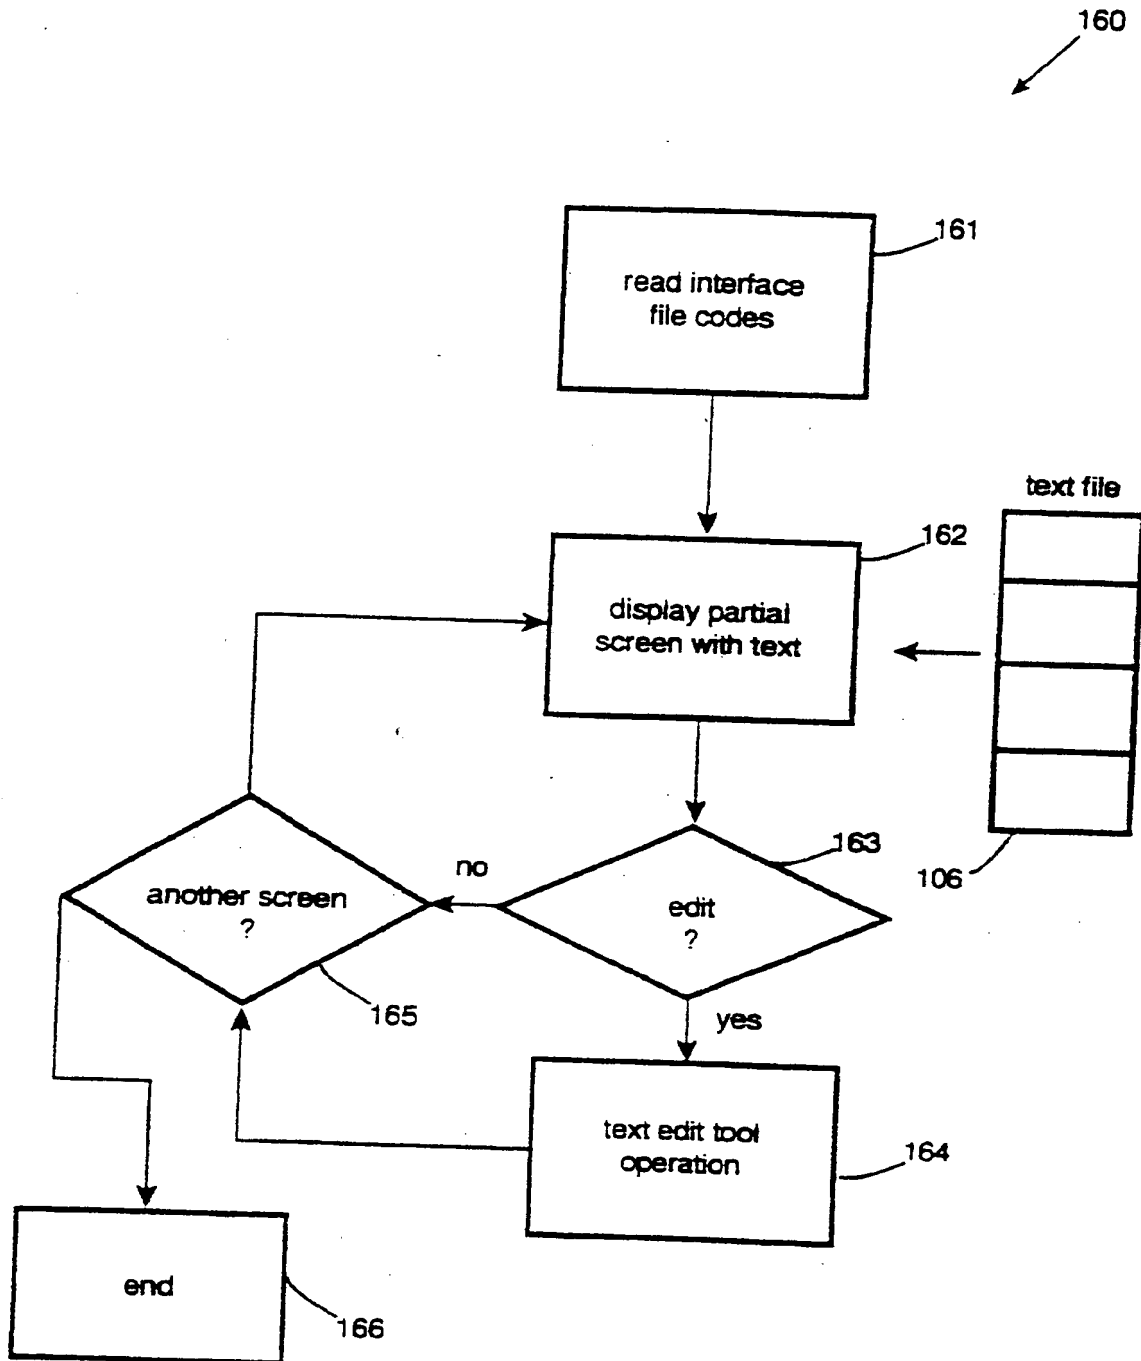 160
161
read interface
file codes
text file
162
display partial
screen with text
163
no
106
another screen
?
edit
?
165
yes
text edit tool
operation
164
end
166